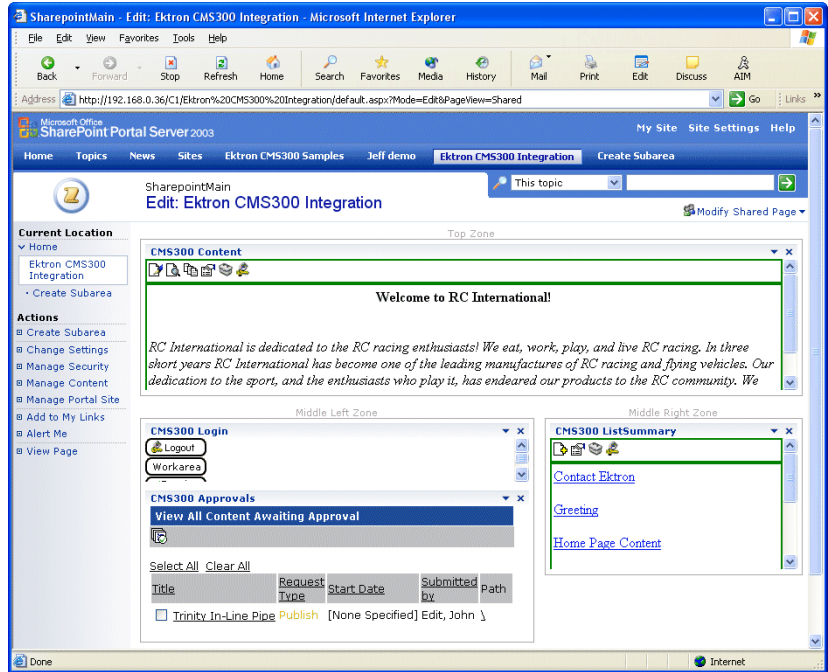 SharepointMain - Edit: Ektron CMS300 Integration - Microsoft Internet Explorer
File Edit View Favorites Tools Help
Back Forward Stop Refresh Home Search Favorites Media History Mail Print Edit Discuss AIM
Address http://192.168.0.36/C1/Ektron%20CMS300%20Integration/default.aspx?Mode=Edit&PageView=Shared Go Links »
Microsoft Office
SharePoint Portal Server 2003
My Site Site Settings Help
Home Topics News Sites Ektron CMS300 Samples Jeff demo Ektron CMS300 Integration Create Subarea
SharepointMain
Edit: Ektron CMS300 Integration
This topic
Modify Shared Page
Current Location
Home
Ektron CMS300
Integration
Create Subarea
Actions
Create Subarea
Change Settings
Manage Security
Manage Content
Manage Portal Site
Add to My Links
Alert Me
View Page
Top Zone
CMS300 Content
Welcome to RC International!
RC International is dedicated to the RC racing enthusiasts! We eat, work, play, and live RC racing. In three
short years RC International has become one of the leading manufactures of RC racing and flying vehicles. Our
dedication to the sport, and the enthusiasts who play it, has endeared our products to the RC community. We
Middle Left Zone
CMS300 Login
Logout
Workarea
CMS300 Approvals
View All Content Awaiting Approval
Select All Clear All
Title Request Type Start Date Submitted by Path
Trinity In-Line Pipe Publish [None Specified] Edit, John \
Middle Right Zone
CMS300 ListSummary
Contact Ektron
Greeting
Home Page Content
Done
Internet